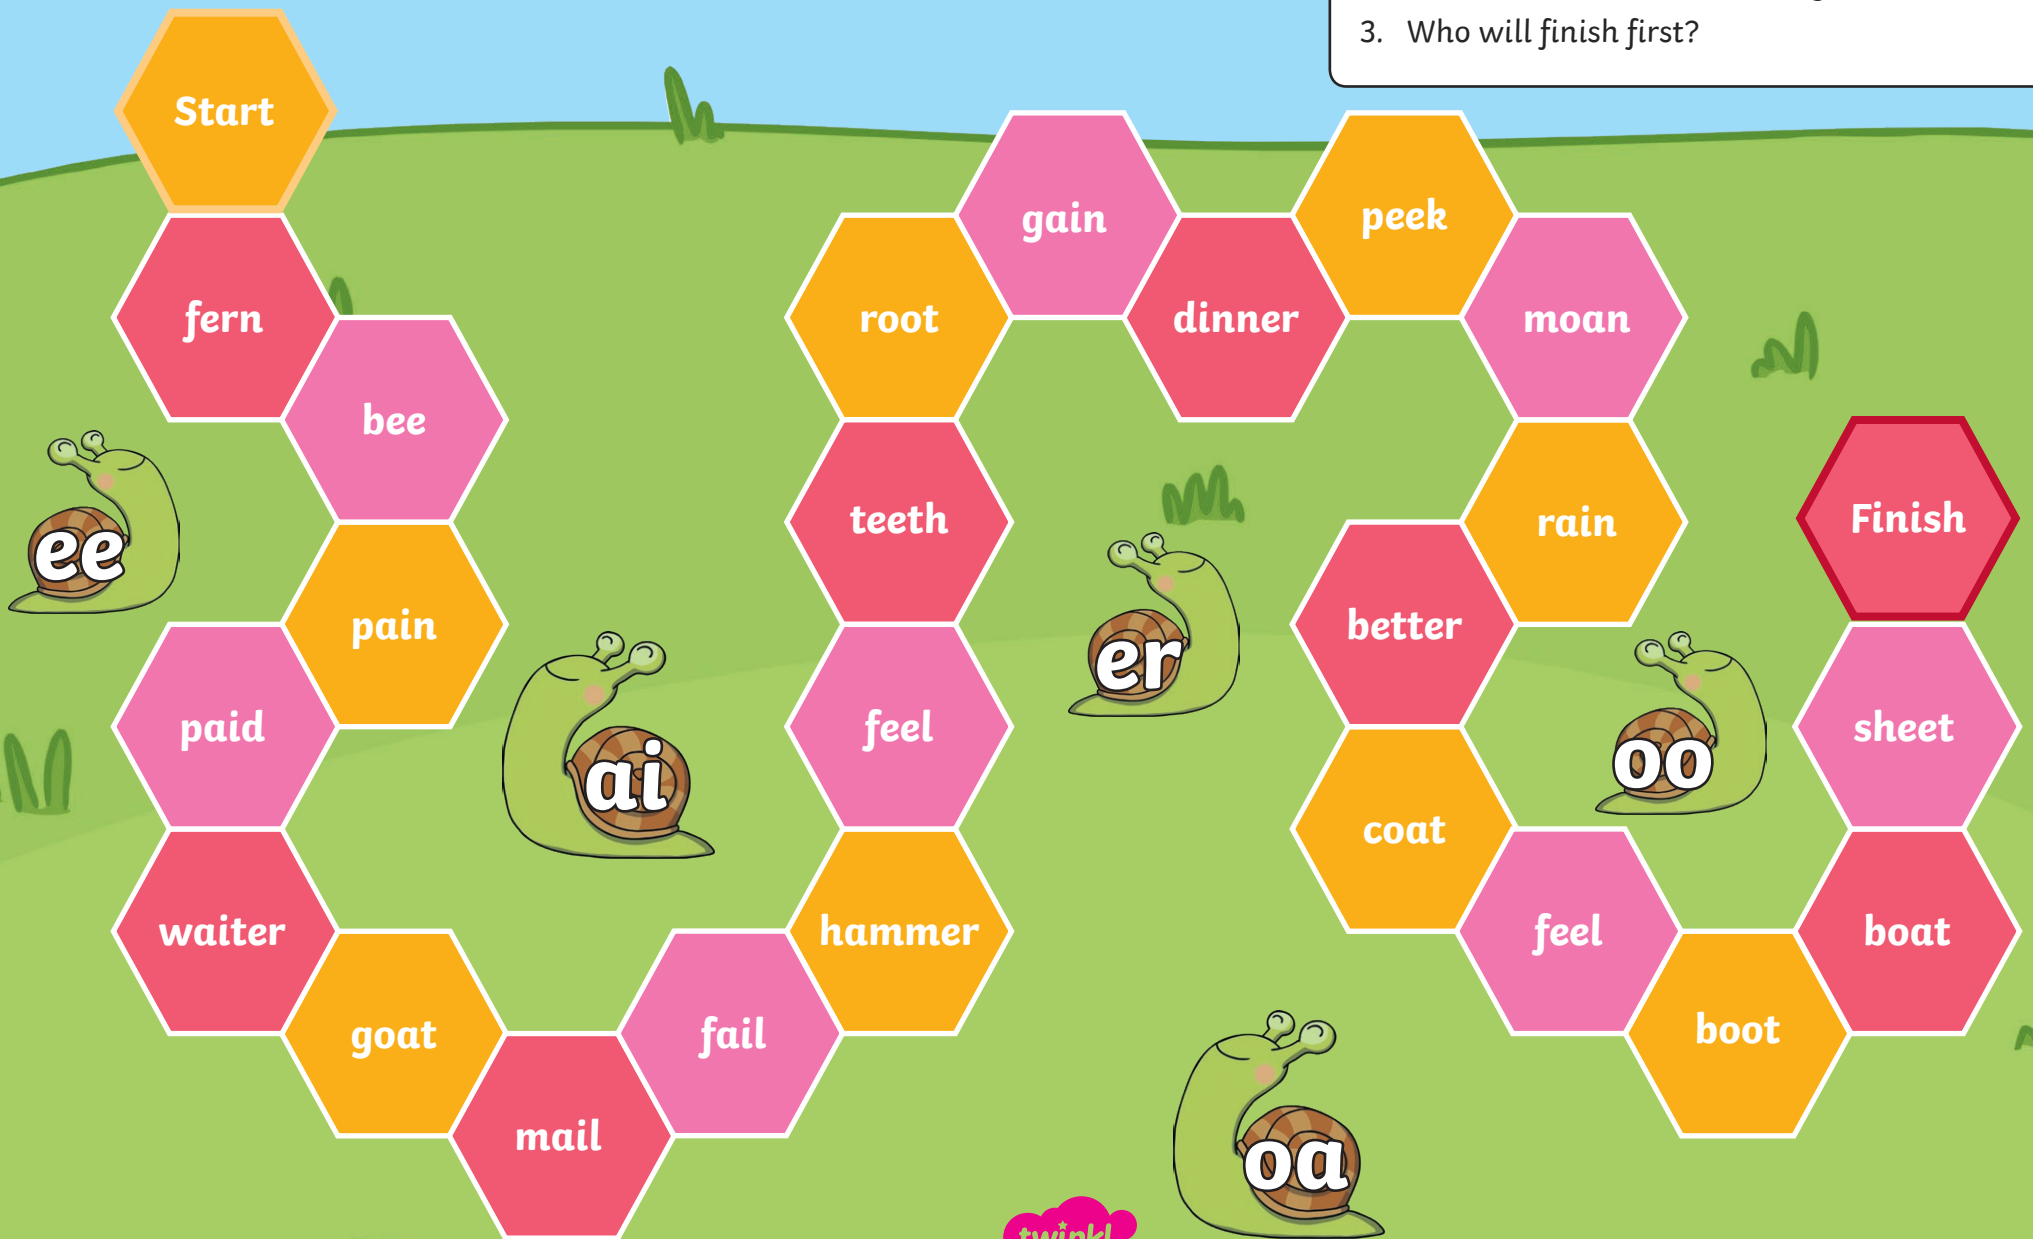 3. Who will finish first?
Start
fern
bee
pain
paid
waiter
goat
mail
fail
hammer
feel
teeth
root
gain
dinner
peek
moan
rain
better
coat
feel
boot
boat
sheet
Finish
ee
ai
er
oo
oa
twinkl